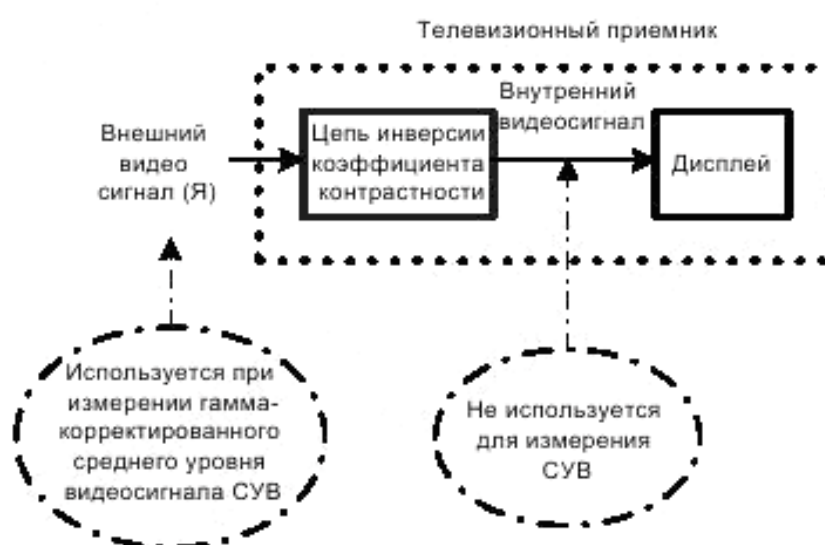 Телевизионный приемник
Внешний
видео
сигнал (Я)
Цепь инверсии
коэффициента
контрастности
Внутренний
видеосигнал
Дисплей
Используется при
измерении гамма-
корректированного
среднего уровня
видеосигнала СУВ
Не используется
для измерения
СУВ